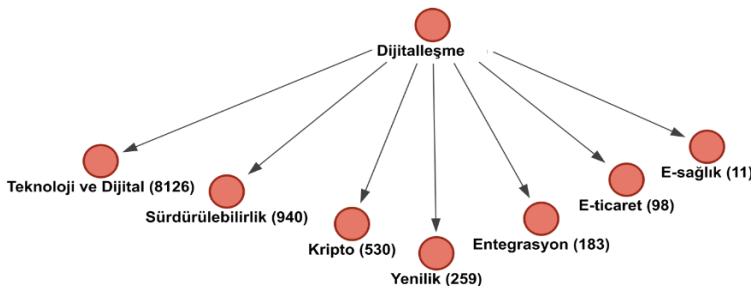 Dijitalleşme
Teknoloji ve Dijital (8126)
Sürdürülebilirlik (940)
Kripto (530)
Yenilik (259)
Entegrasyon (183)
E-ticaret (98)
E-sağlık (11)